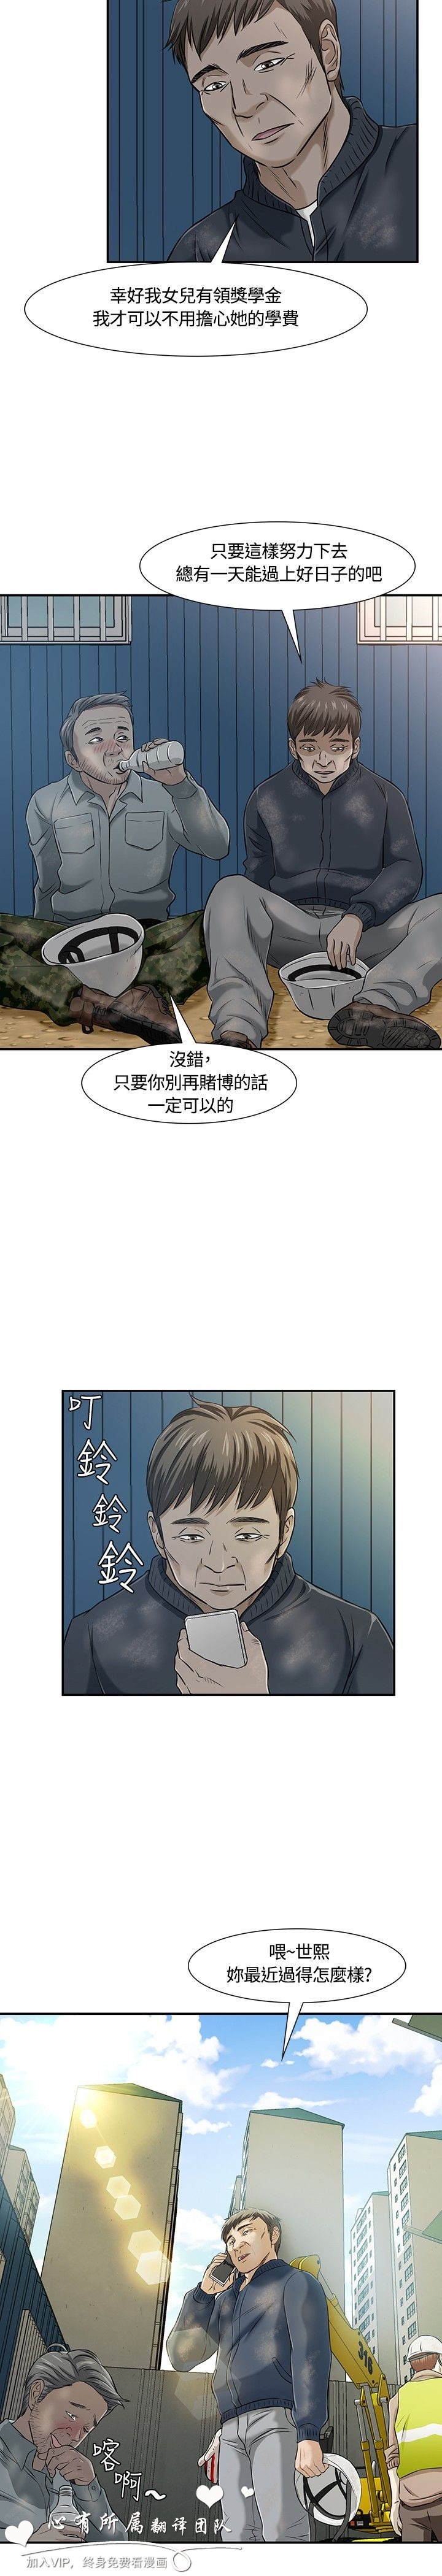 幸好我女兒有領獎學金
我才可以不用擔心她的學費
只要這樣努力下去
總有一天能過上好日子的吧
沒錯,
只要你別再賭博的話
一定可以的
叮
鈴
鈴
鈴
喂~世熙
妳最近過得怎麼樣?
316
喀
啊~
心有所属翻译团队
加入VIP，终身免费看漫画